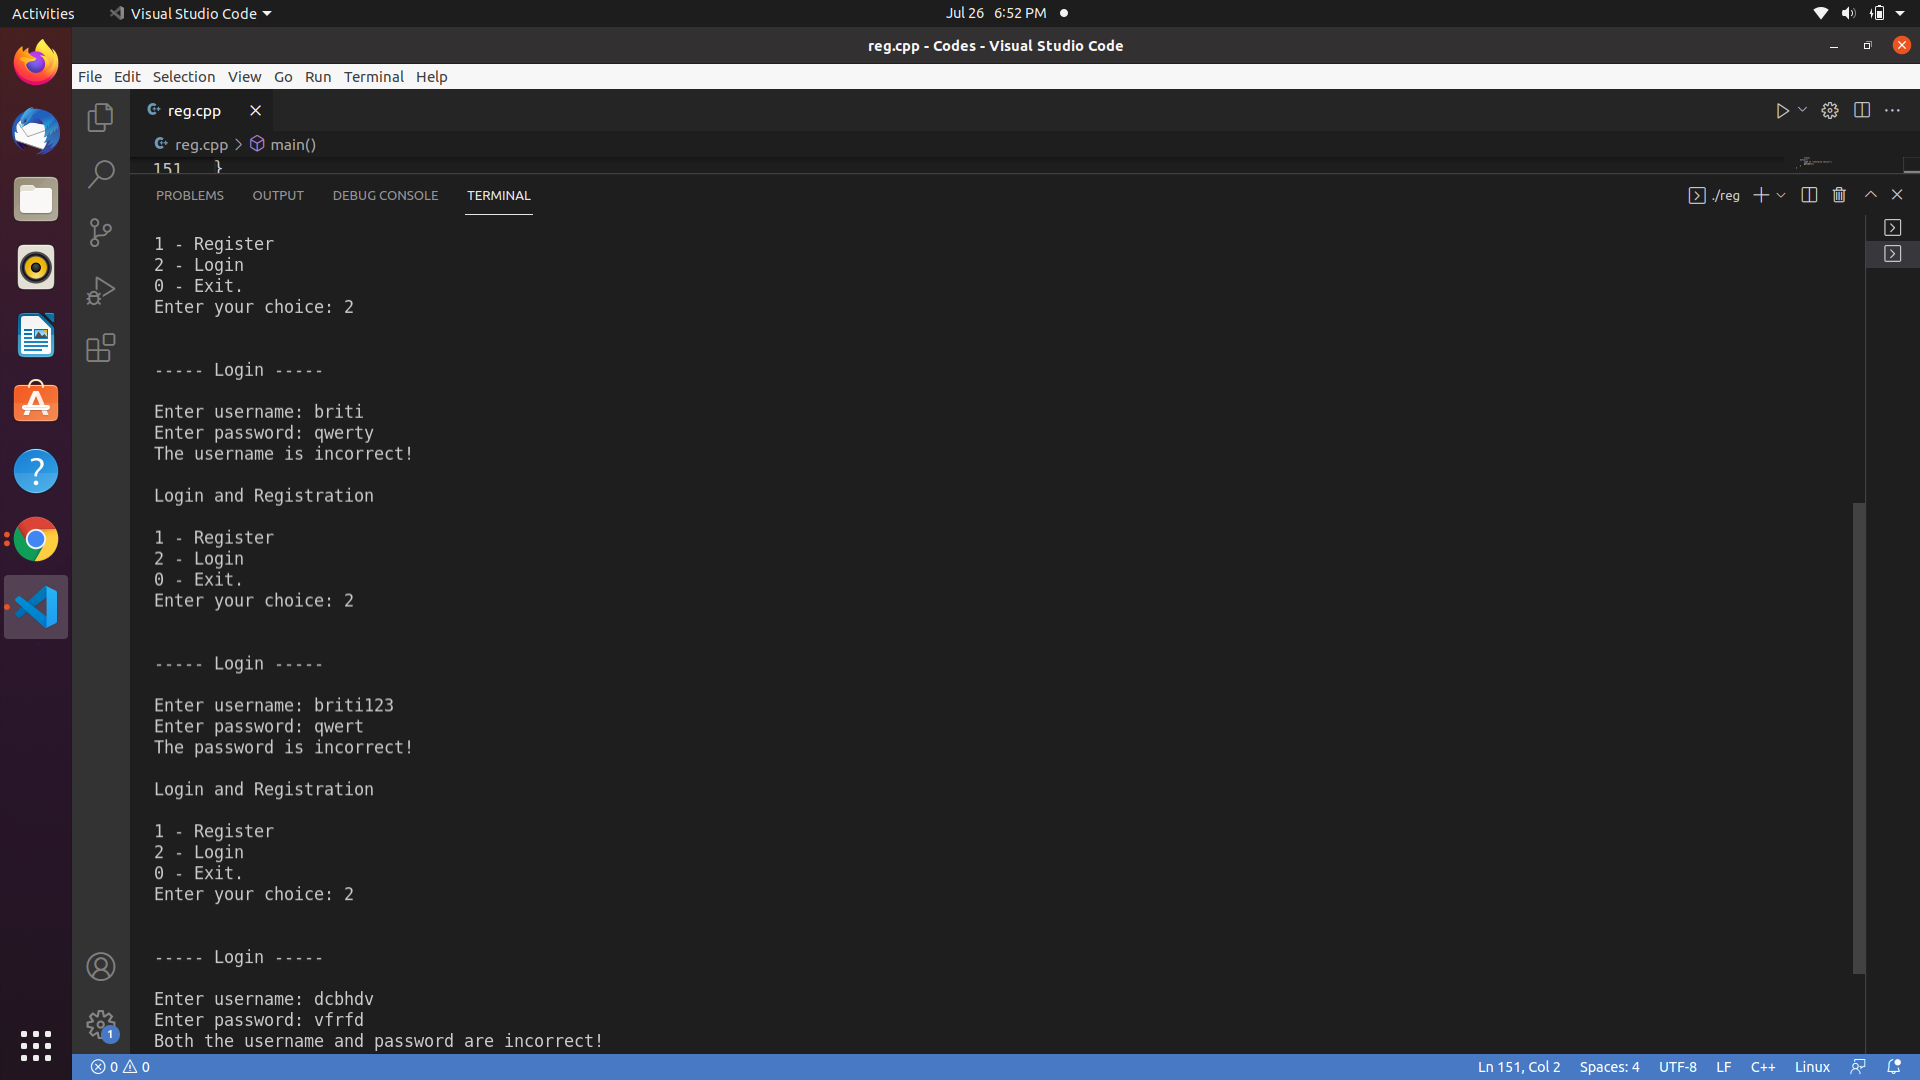 Activities Visual Studio Code Jul 26 6:52 PM
reg.cpp - Codes - Visual Studio Code
File Edit Selection View Go Run Terminal Help
reg.cpp
reg.cpp > main()
151 }
PROBLEMS OUTPUT DEBUG CONSOLE TERMINAL ./reg
1 - Register
2 - Login
0 - Exit.
Enter your choice: 2
----- Login -----
Enter username: briti
Enter password: qwerty
The username is incorrect!
Login and Registration
1 - Register
2 - Login
0 - Exit.
Enter your choice: 2
----- Login -----
Enter username: briti123
Enter password: qwert
The password is incorrect!
Login and Registration
1 - Register
2 - Login
0 - Exit.
Enter your choice: 2
----- Login -----
Enter username: dcbhdv
Enter password: vfrfd
Both the username and password are incorrect!
1
0 0 Ln 151, Col 2 Spaces: 4 UTF-8 LF C++ Linux